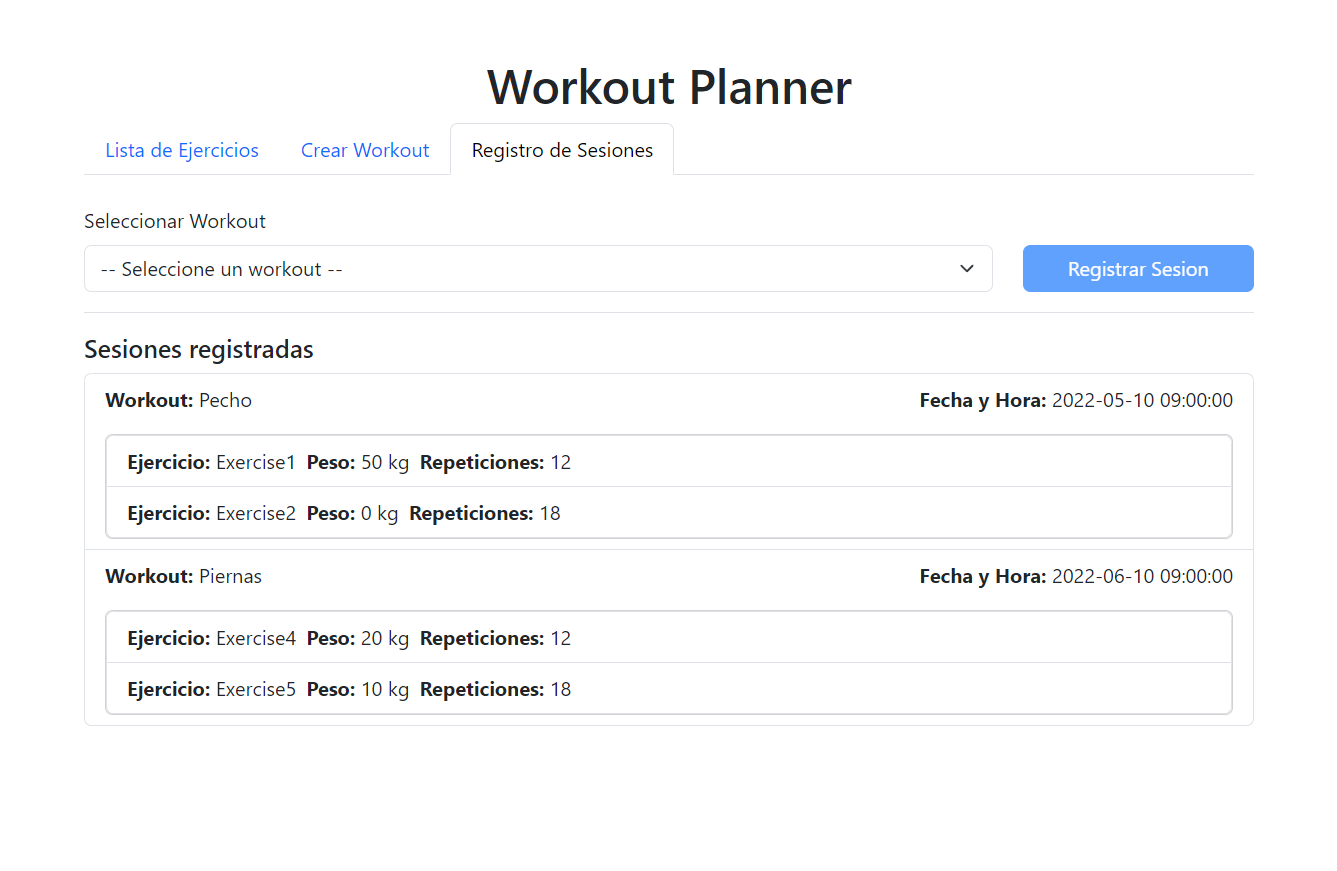 Workout Planner
Lista de Ejercicios Crear Workout Registro de Sesiones
Seleccionar Workout
-- Seleccione un workout -- Registrar Sesion
Sesiones registradas
Workout: Pecho Fecha y Hora: 2022-05-10 09:00:00
Ejercicio: Exercise1 Peso: 50 kg Repeticiones: 12
Ejercicio: Exercise2 Peso: 0 kg Repeticiones: 18
Workout: Piernas Fecha y Hora: 2022-06-10 09:00:00
Ejercicio: Exercise4 Peso: 20 kg Repeticiones: 12
Ejercicio: Exercise5 Peso: 10 kg Repeticiones: 18